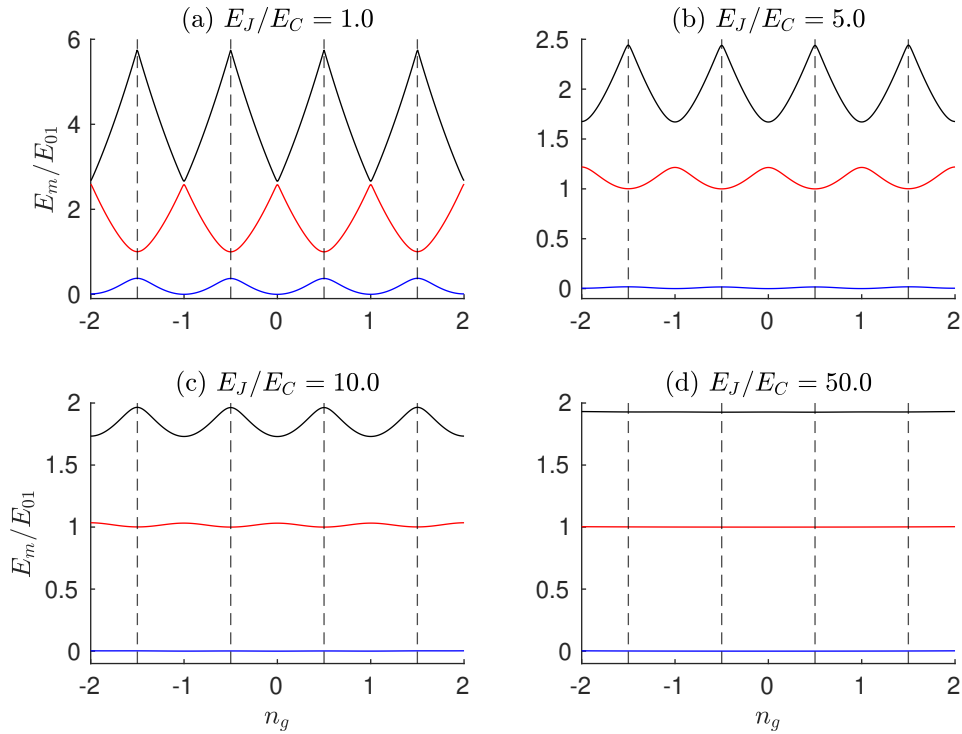 (a) E_J/E_C = 1.0
(b) E_J/E_C = 5.0
E_m/E_01
6
4
2
0
-2 -1 0 1 2
2.5
2
1.5
1
0.5
0
-2 -1 0 1 2
(c) E_J/E_C = 10.0
(d) E_J/E_C = 50.0
E_m/E_01
2
1.5
1
0.5
0
-2 -1 0 1 2
n_g
2
1.5
1
0.5
0
-2 -1 0 1 2
n_g